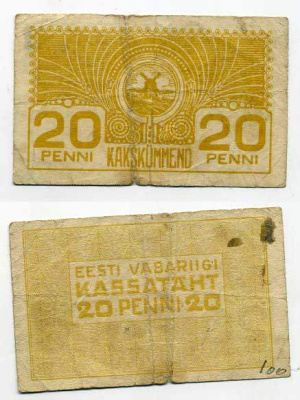 20 20
PENNI KAKSKÜMMEND PENNI
EESTI VABARIIGI
KASSATÄHT
20 PENNI 20
100